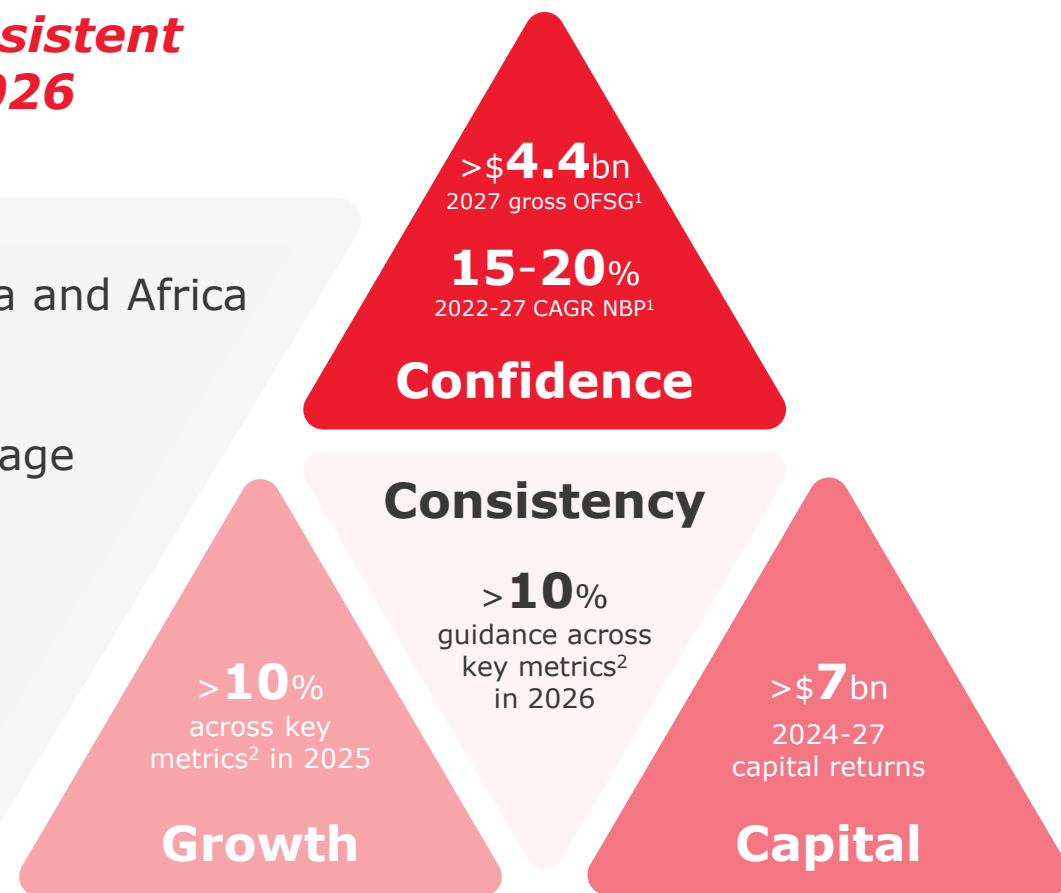 sistent
026
a and Africa
age
>$4.4bn
2027 gross OFSG¹
15-20%
2022-27 CAGR NBP¹
Confidence
Consistency
>10%
guidance across
key metrics²
in 2026
>10%
across key
metrics² in 2025
Growth
>$7bn
2024-27
capital returns
Capital